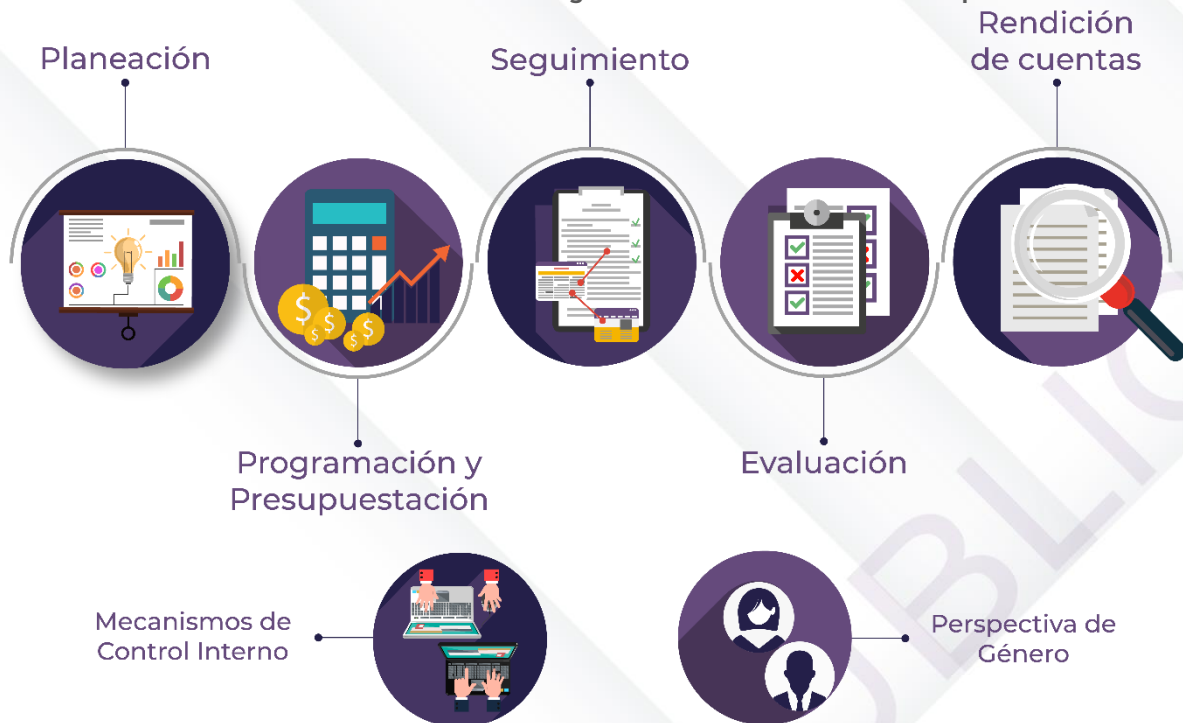 Planeación
Seguimiento
Rendición
de cuentas
Programación y
Presupuestación
Evaluación
Mecanismos de
Control Interno
Perspectiva de
Género